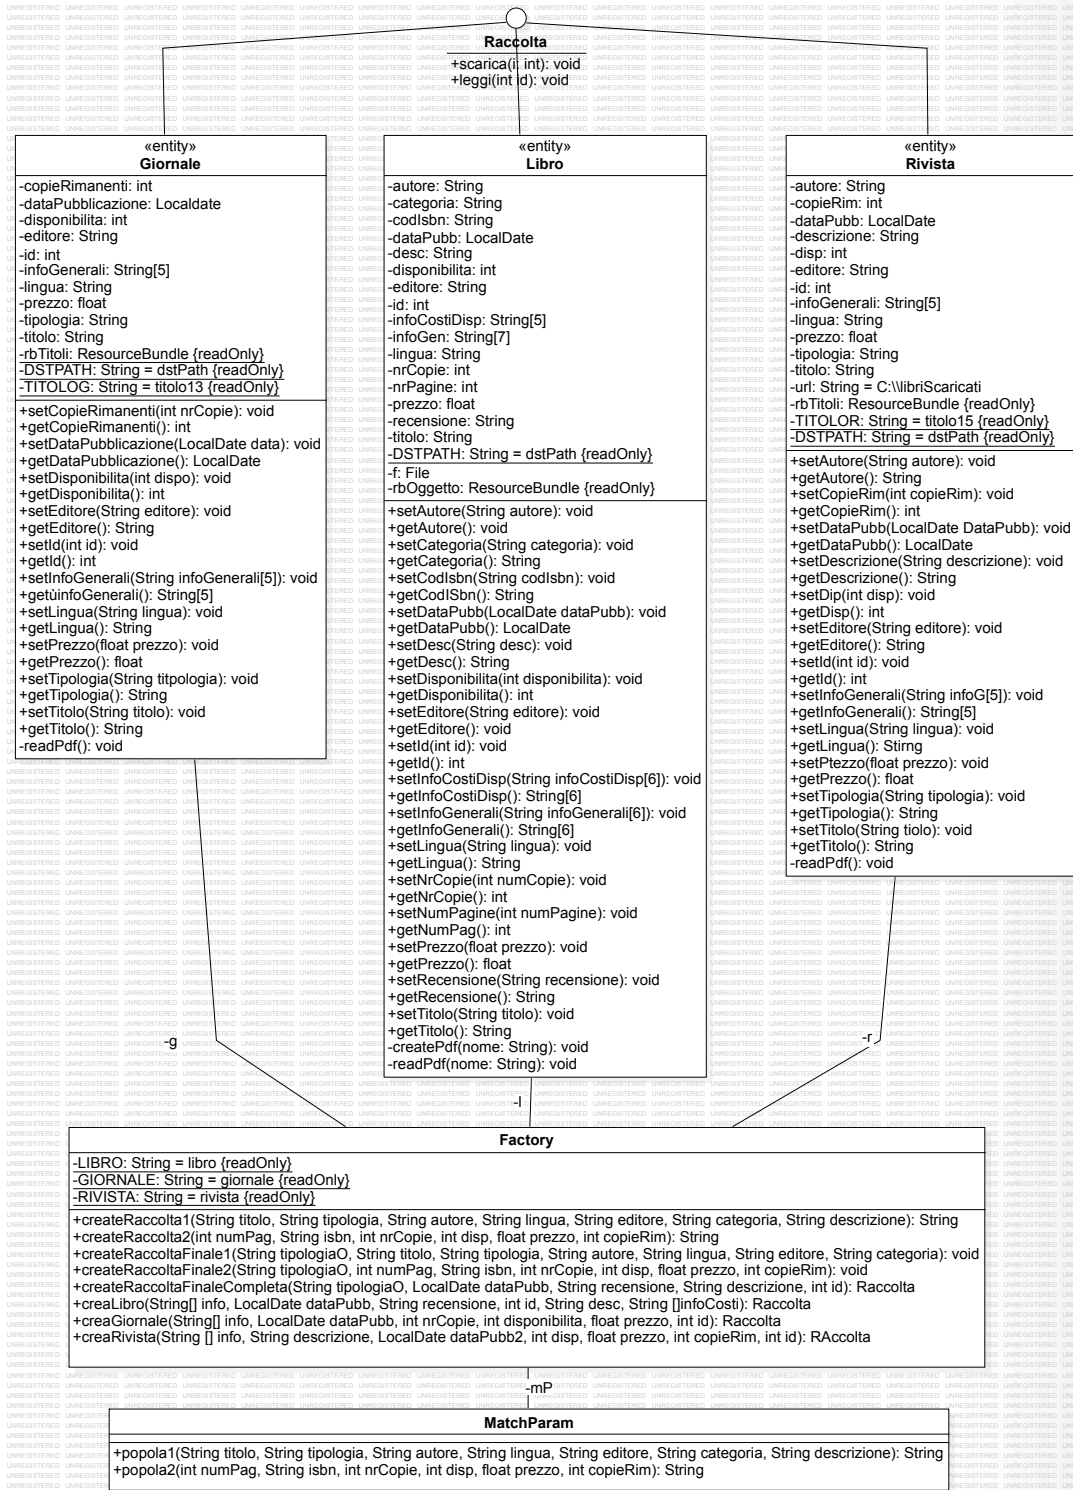 Raccolta
+scarica(i: int): void
+leggi(int id): void
«entity»
Giornale
-copieRimanenti: int
-dataPubblicazione: Localdate
-disponibilita: int
-editore: String
-id: int
-infoGenerali: String[5]
-lingua: String
-prezzo: float
-tipologia: String
-titolo: String
-rbTitoli: ResourceBundle {readOnly}
-DSTPATH: String = dstPath {readOnly}
-TITOLOG: String = titolo13 {readOnly}
+setCopieRimanenti(int nrCopie): void
+getCopieRimanenti(): int
+setDataPubblicazione(LocalDate data): void
+getDataPubblicazione(): LocalDate
+setDisponibilita(int dispo): void
+getDisponibilita(): int
+setEditore(String editore): void
+getEditore(): String
+setId(int id): void
+getId(): int
+setInfoGenerali(String infoGenerali[5]): void
+getùinfoGenerali(): String[5]
+setLingua(String lingua): void
+getLingua(): String
+setPrezzo(float prezzo): void
+getPrezzo(): float
+setTipologia(String titpologia): void
+getTipologia(): String
+setTitolo(String titolo): void
+getTitolo(): String
-readPdf(): void
«entity»
Libro
-autore: String
-categoria: String
-codIsbn: String
-dataPubb: LocalDate
-desc: String
-disponibilita: int
-editore: String
-id: int
-infoCostiDisp: String[5]
-infoGen: String[7]
-lingua: String
-nrCopie: int
-nrPagine: int
-prezzo: float
-recensione: String
-titolo: String
-DSTPATH: String = dstPath {readOnly}
-f: File
-rbOggetto: ResourceBundle {readOnly}
+setAutore(String autore): void
+getAutore(): void
+setCategoria(String categoria): void
+getCategoria(): String
+setCodIsbn(String codIsbn): void
+getCodISbn(): String
+setDataPubb(LocalDate dataPubb): void
+getDataPubb(): LocalDate
+setDesc(String desc): void
+getDesc(): String
+setDisponibilita(int disponibilita): void
+getDisponibilita(): int
+setEditore(String editore): void
+getEditore(): void
+setId(int id): void
+getId(): int
+setInfoCostiDisp(String infoCostiDisp[6]): void
+getInfoCostiDisp(): String[6]
+setInfoGenerali(String infoGenerali[6]): void
+getInfoGenerali(): String[6]
+setLingua(String lingua): void
+getLingua(): String
+setNrCopie(int numCopie): void
+getNrCopie(): int
+setNumPagine(int numPagine): void
+getNumPag(): int
+setPrezzo(float prezzo): void
+getPrezzo(): float
+setRecensione(String recensione): void
+getRecensione(): String
+setTitolo(String titolo): void
+getTitolo(): String
-createPdf(nome: String): void
-readPdf(nome: String): void
«entity»
Rivista
-autore: String
-copieRim: int
-dataPubb: LocalDate
-descrizione: String
-disp: int
-editore: String
-id: int
-infoGenerali: String[5]
-lingua: String
-prezzo: float
-tipologia: String
-titolo: String
-url: String = C:\\libriScaricati
-rbTitoli: ResourceBundle {readOnly}
-TITOLOR: String = titolo15 {readOnly}
-DSTPATH: String = dstPath {readOnly}
+setAutore(String autore): void
+getAutore(): String
+setCopieRim(int copieRim): void
+getCopieRim(): int
+setDataPubb(LocalDate DataPubb): void
+getDataPubb(): LocalDate
+setDescrizione(String descrizione): void
+getDescrizione(): String
+setDip(int disp): void
+getDisp(): int
+setEditore(String editore): void
+getEditore(): String
+setId(int id): void
+getId(): int
+setInfoGenerali(String infoG[5]): void
+getInfoGenerali(): String[5]
+setLingua(String lingua): void
+getLingua(): Stirng
+setPtezzo(float prezzo): void
+getPrezzo(): float
+setTipologia(String tipologia): void
+getTipologia(): String
+setTitolo(String tiolo): void
+getTitolo(): String
-readPdf(): void
-g
-l
-r
Factory
-LIBRO: String = libro {readOnly}
-GIORNALE: String = giornale {readOnly}
-RIVISTA: String = rivista {readOnly}
+createRaccolta1(String titolo, String tipologia, String autore, String lingua, String editore, String categoria, String descrizione): String
+createRaccolta2(int numPag, String isbn, int nrCopie, int disp, float prezzo, int copieRim): String
+createRaccoltaFinale1(String tipologiaO, String titolo, String tipologia, String autore, String lingua, String editore, String categoria): void
+createRaccoltaFinale2(String tipologiaO, int numPag, String isbn, int nrCopie, int disp, float prezzo, int copieRim): void
+createRaccoltaFinaleCompleta(String tipologiaO, LocalDate dataPubb, String recensione, String descrizione, int id): Raccolta
+creaLibro(String[] info, LocalDate dataPubb, String recensione, int id, String desc, String []infoCosti): Raccolta
+creaGiornale(String[] info, LocalDate dataPubb, int nrCopie, int disponibilita, float prezzo, int id): Raccolta
+creaRivista(String [] info, String descrizione, LocalDate dataPubb2, int disp, float prezzo, int copieRim, int id): RAccolta
-mP
MatchParam
+popola1(String titolo, String tipologia, String autore, String lingua, String editore, String categoria, String descrizione): String
+popola2(int numPag, String isbn, int nrCopie, int disp, float prezzo, int copieRim): String